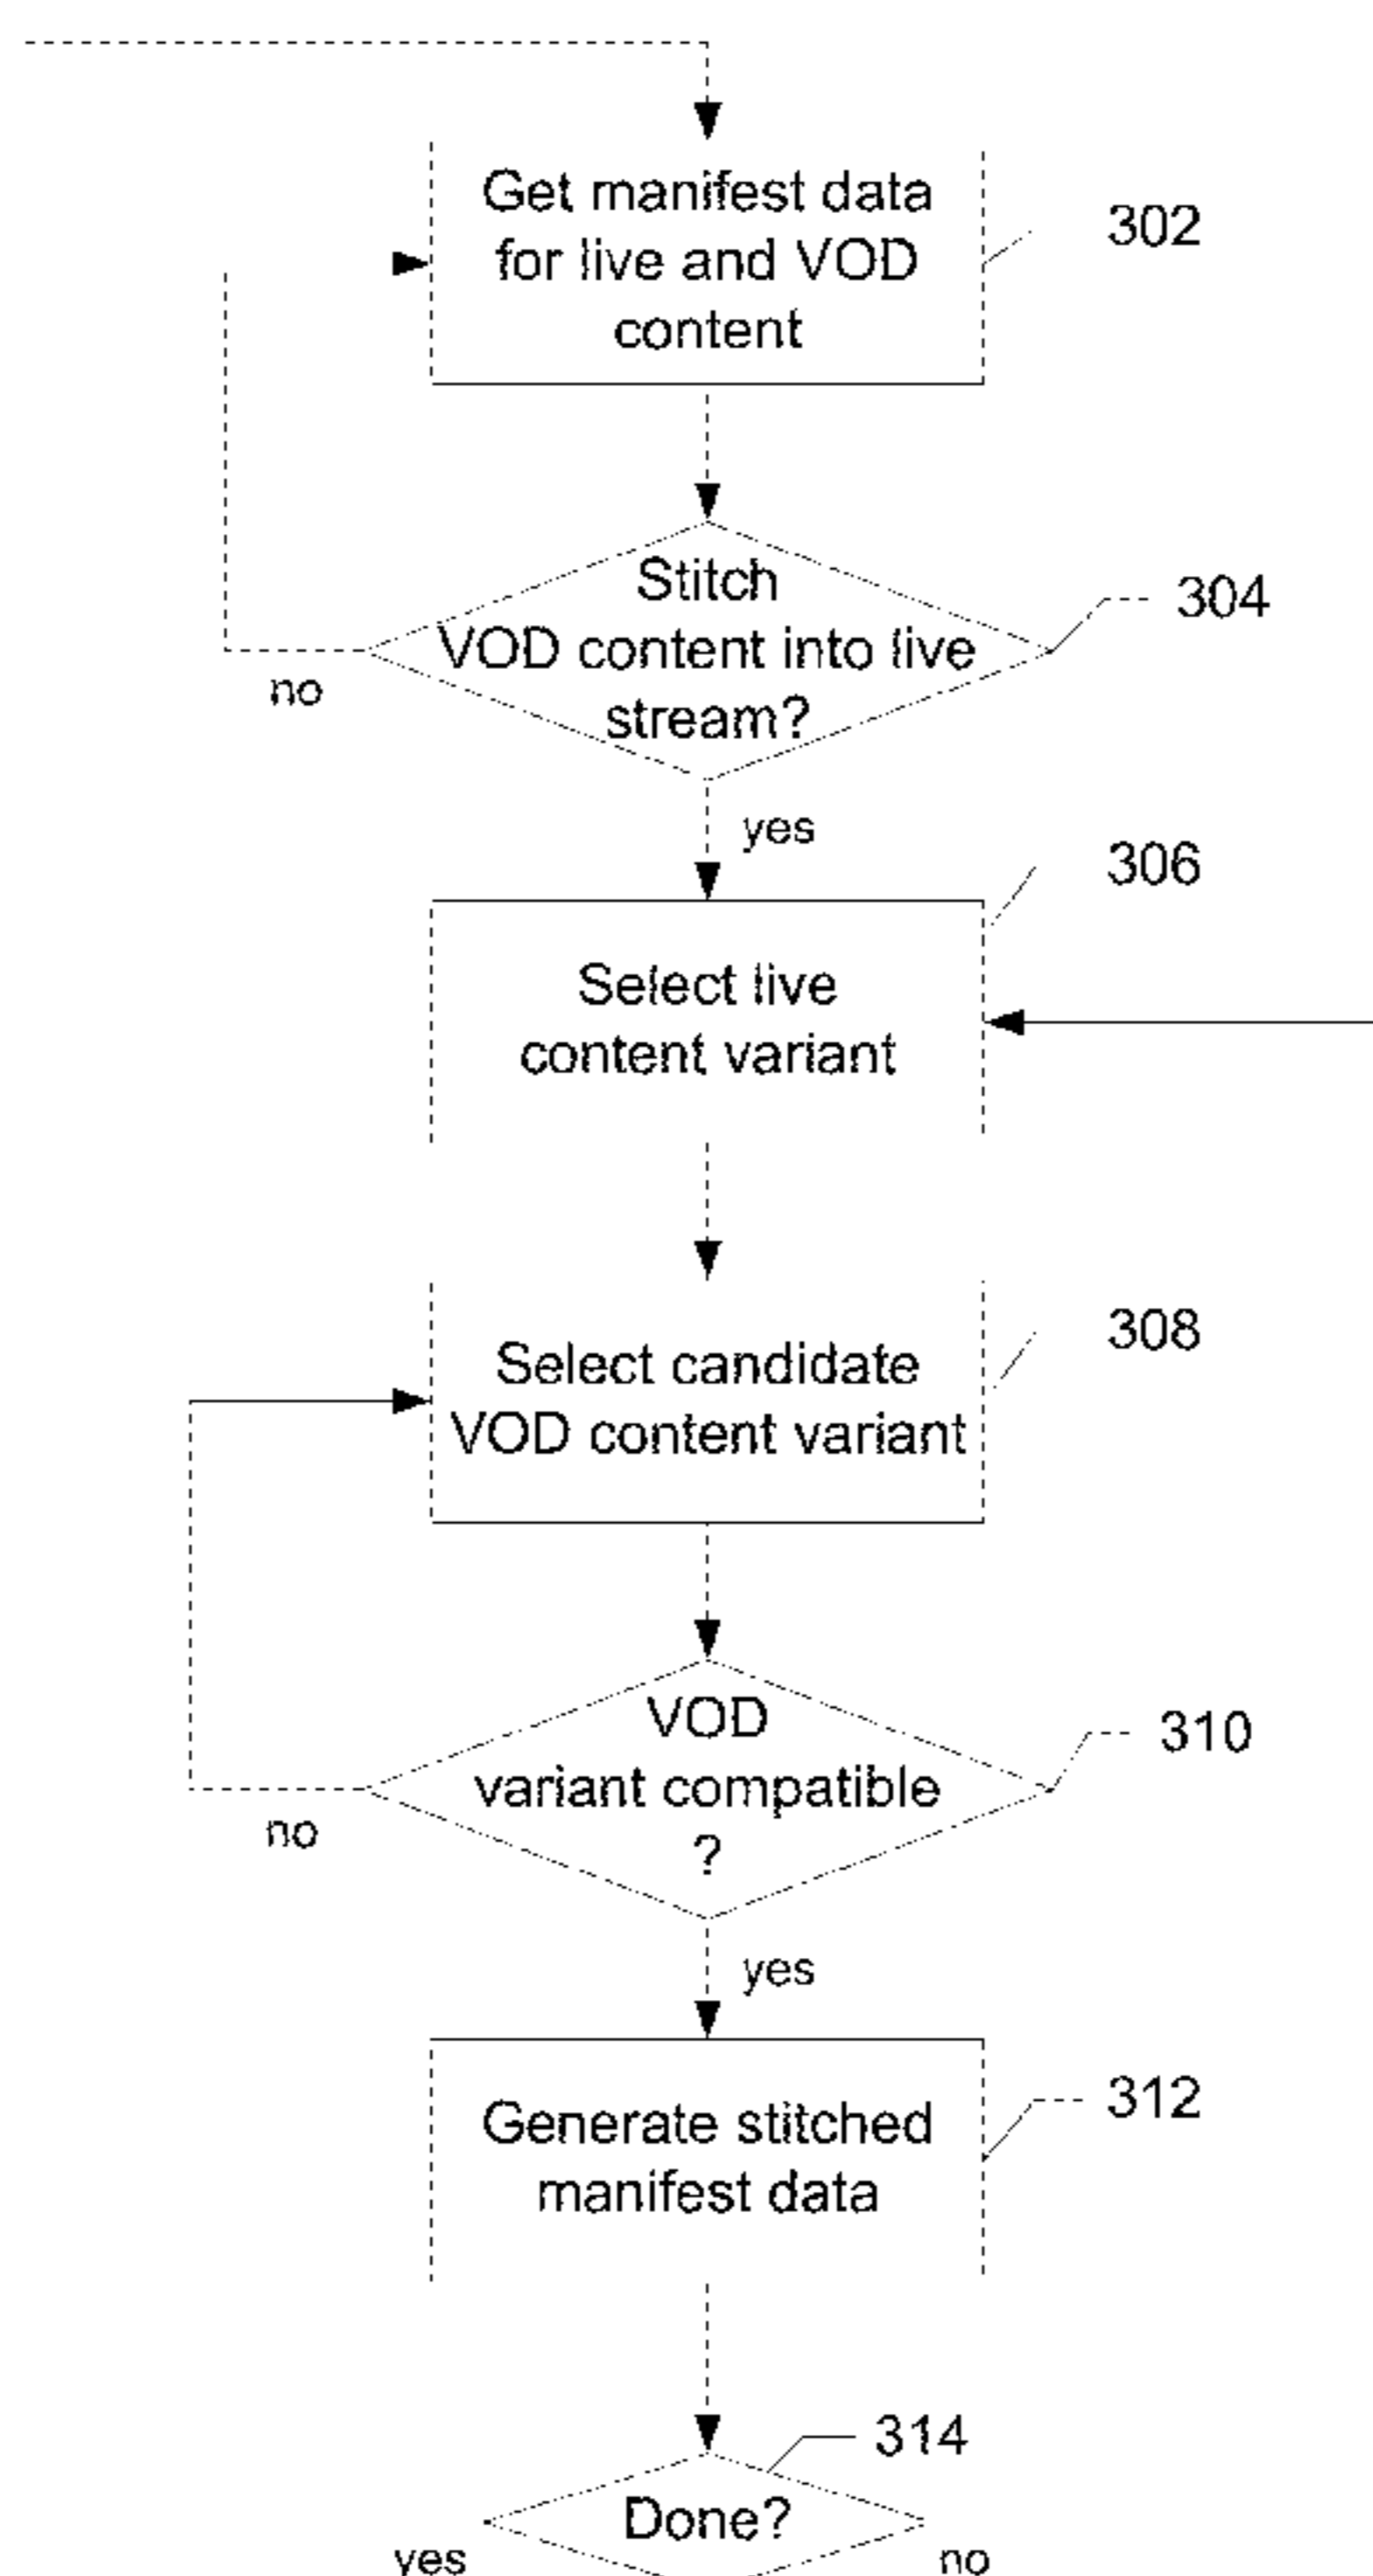 Get manifest data
for live and VOD
content
302
Stitch
VOD content into live
stream?
304
no
yes
306
Select live
content variant
308
Select candidate
VOD content variant
VOD
variant compatible
?
310
no
yes
312
Generate stitched
manifest data
314
Done?
yes
no